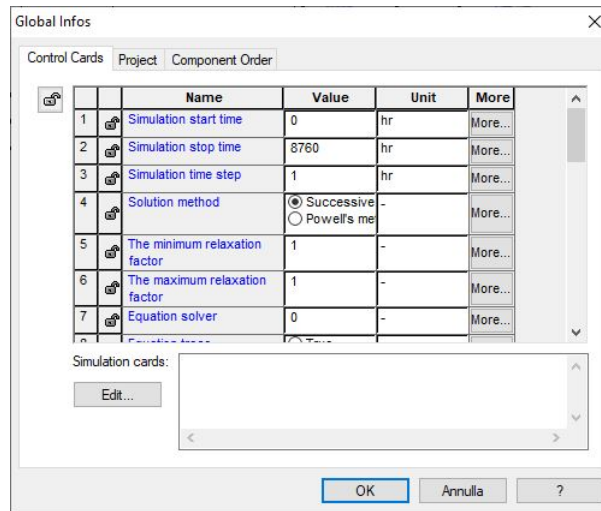 Global Infos
Control Cards Project Component Order
Name Value Unit More
1 Simulation start time 0 hr More...
2 Simulation stop time 8760 hr More...
3 Simulation time step 1 hr More...
4 Solution method Successive - More...
Powell's me
5 The minimum relaxation 1 - More...
factor
6 The maximum relaxation 1 - More...
factor
7 Equation solver 0 - More...
Simulation cards:
Edit...
OK Annulla ?